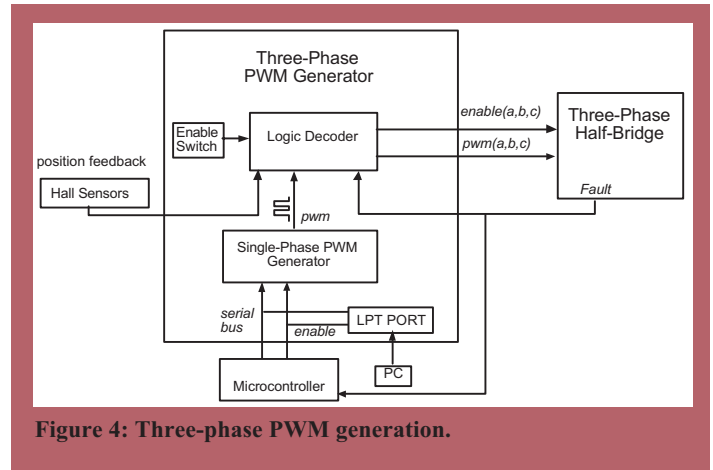 Three-Phase
PWM Generator
Enable
Switch
Logic Decoder
enable(a,b,c)
pwm(a,b,c)
Three-Phase
Half-Bridge
Fault
position feedback
Hall Sensors
pwm
Single-Phase PWM
Generator
serial
bus
enable
LPT PORT
PC
Microcontroller
Figure 4: Three-phase PWM generation.